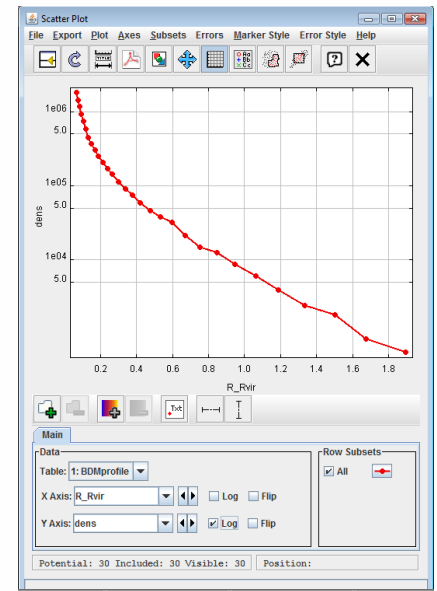 Scatter Plot
File Export Plot Axes Subsets Errors Marker Style Error Style Help
1e06
5.0
1e05
5.0
1e04
5.0
dens
0.2 0.4 0.6 0.8 1.0 1.2 1.4 1.6 1.8
R_Rvir
Txt
Main
Data
Table: 1: BDMprofile
X Axis: R_Rvir Log Flip
Y Axis: dens Log Flip
Row Subsets
All
Potential: 30 Included: 30 Visible: 30 Position: